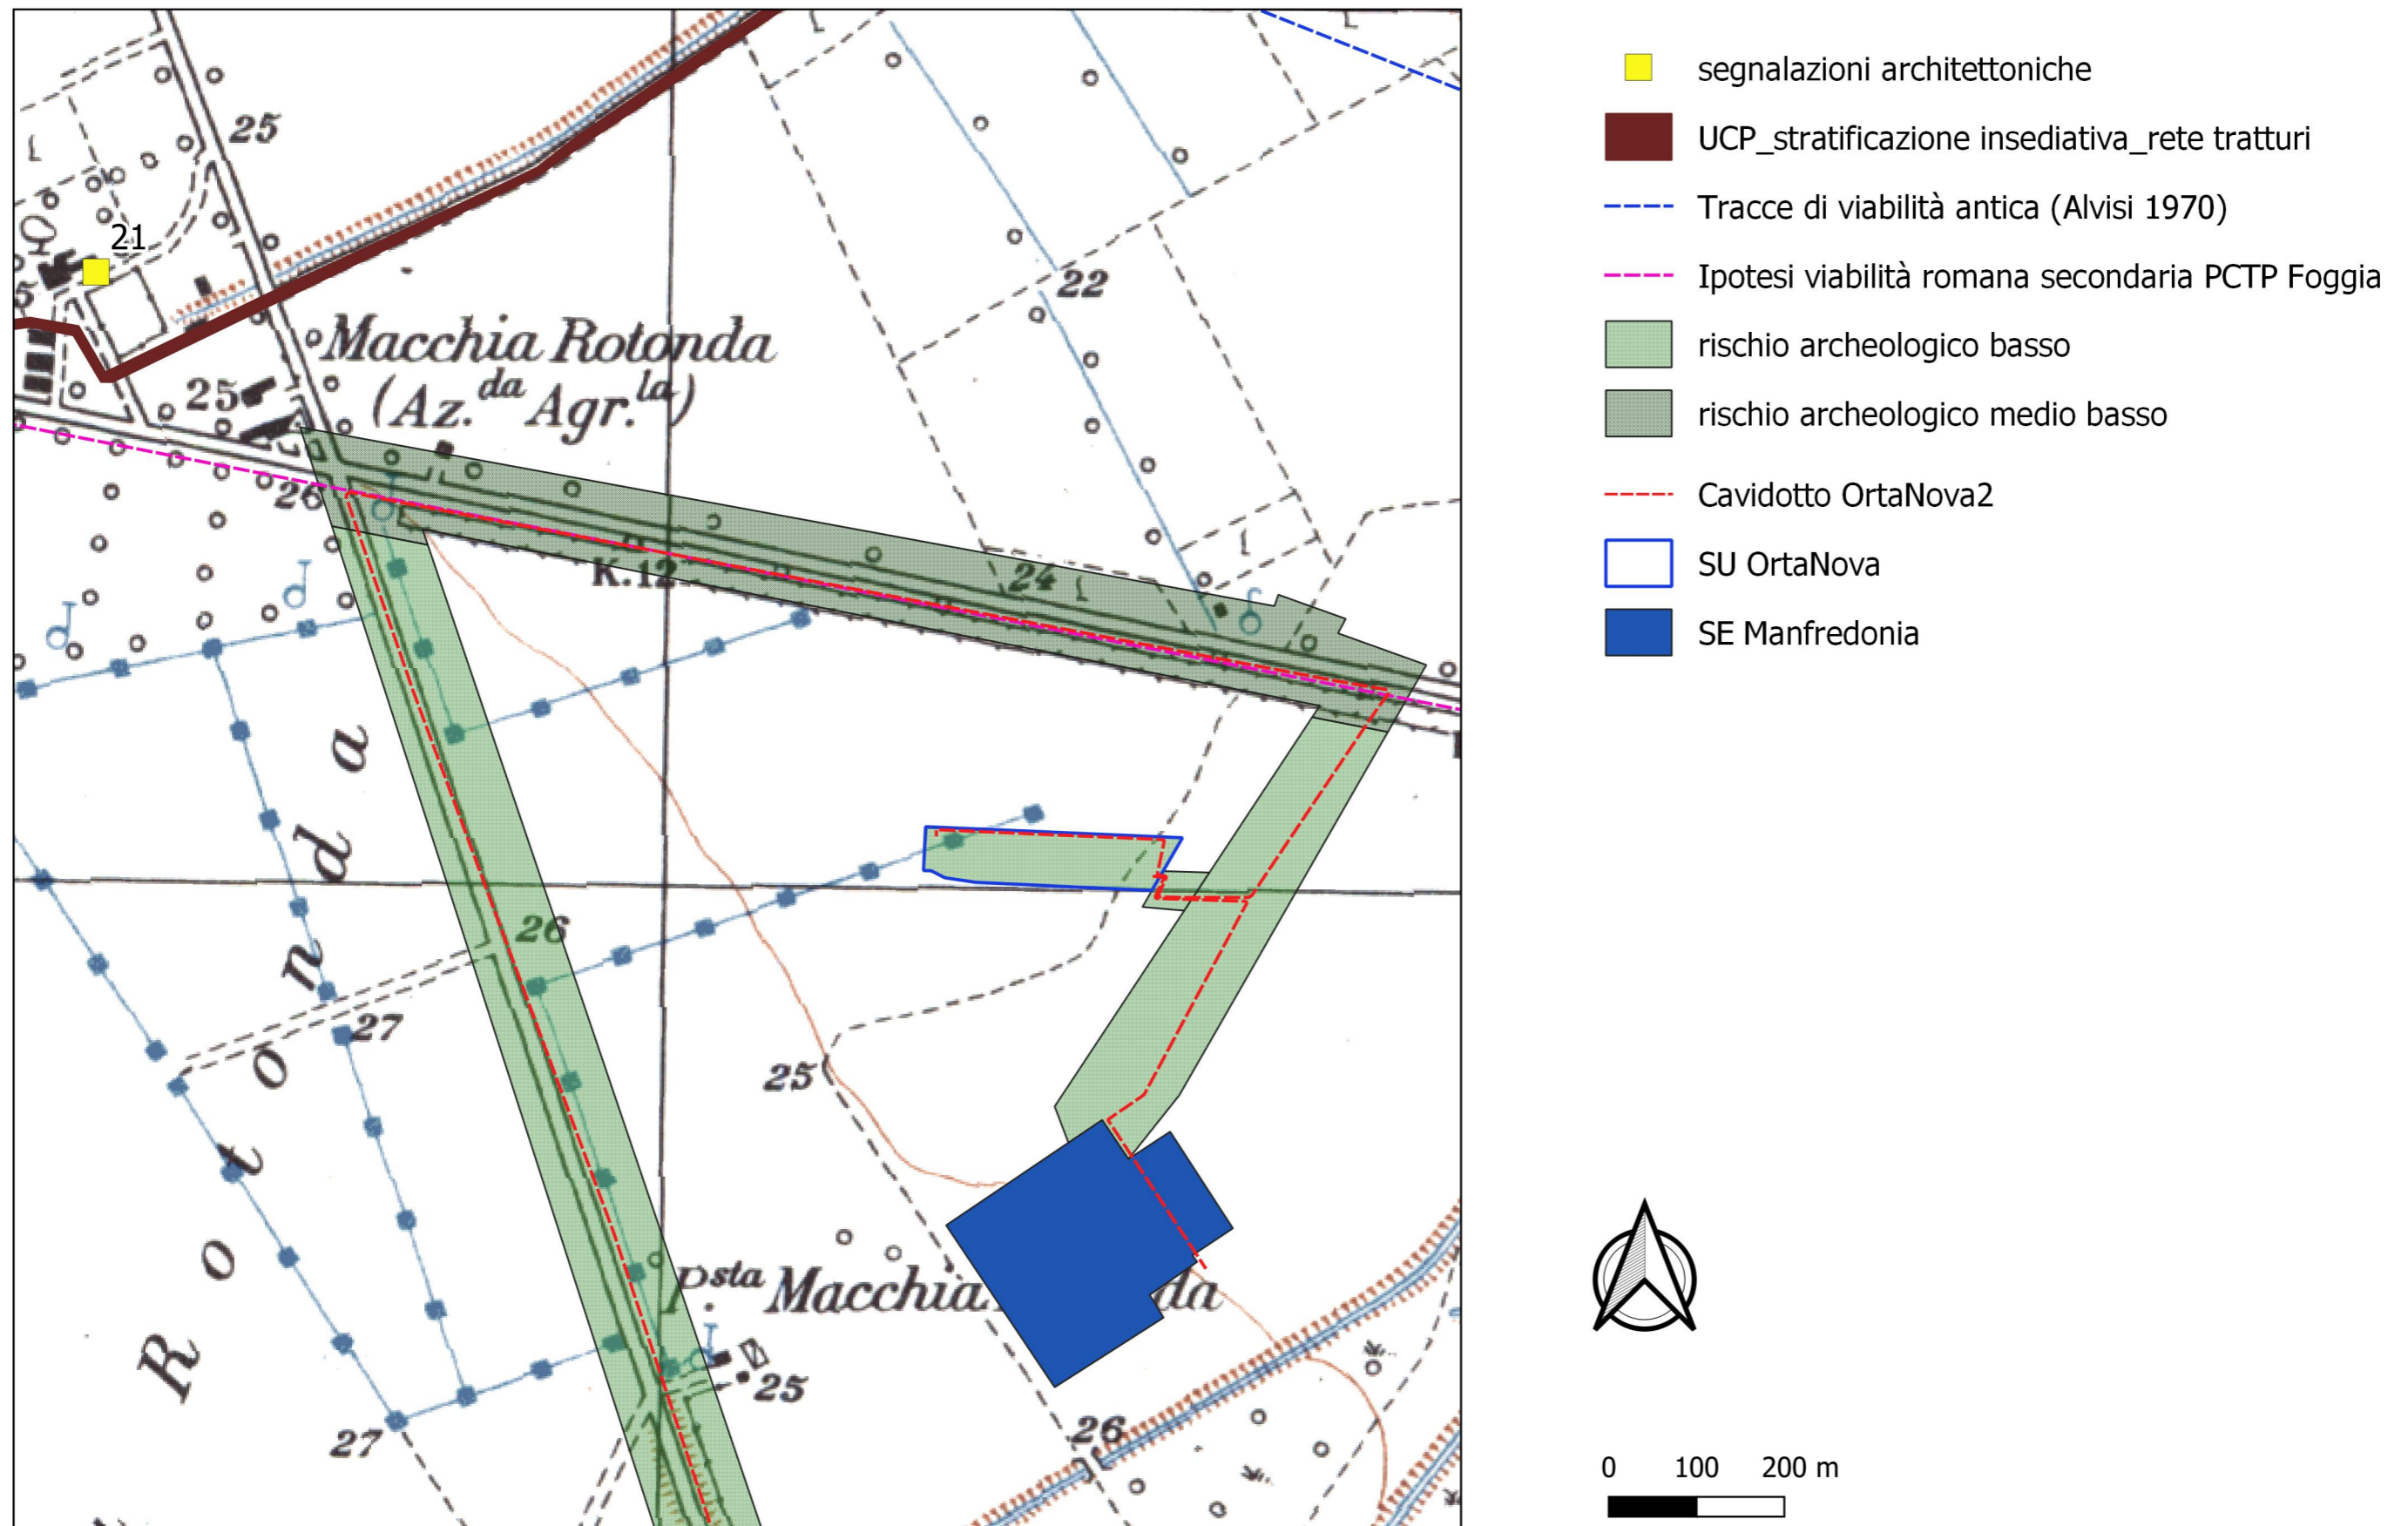 25
21
22
5
Macchia Rotonda
(Az.da Agr.la)
25
26
K.12
24
Rotonda
26
27
25
Psta Macchia
da
25
27
26
segnalazioni architettoniche
UCP_stratificazione insediativa_rete tratturi
Tracce di viabilità antica (Alvisi 1970)
Ipotesi viabilità romana secondaria PCTP Foggia
rischio archeologico basso
rischio archeologico medio basso
Cavidotto OrtaNova2
SU OrtaNova
SE Manfredonia
0 100 200 m